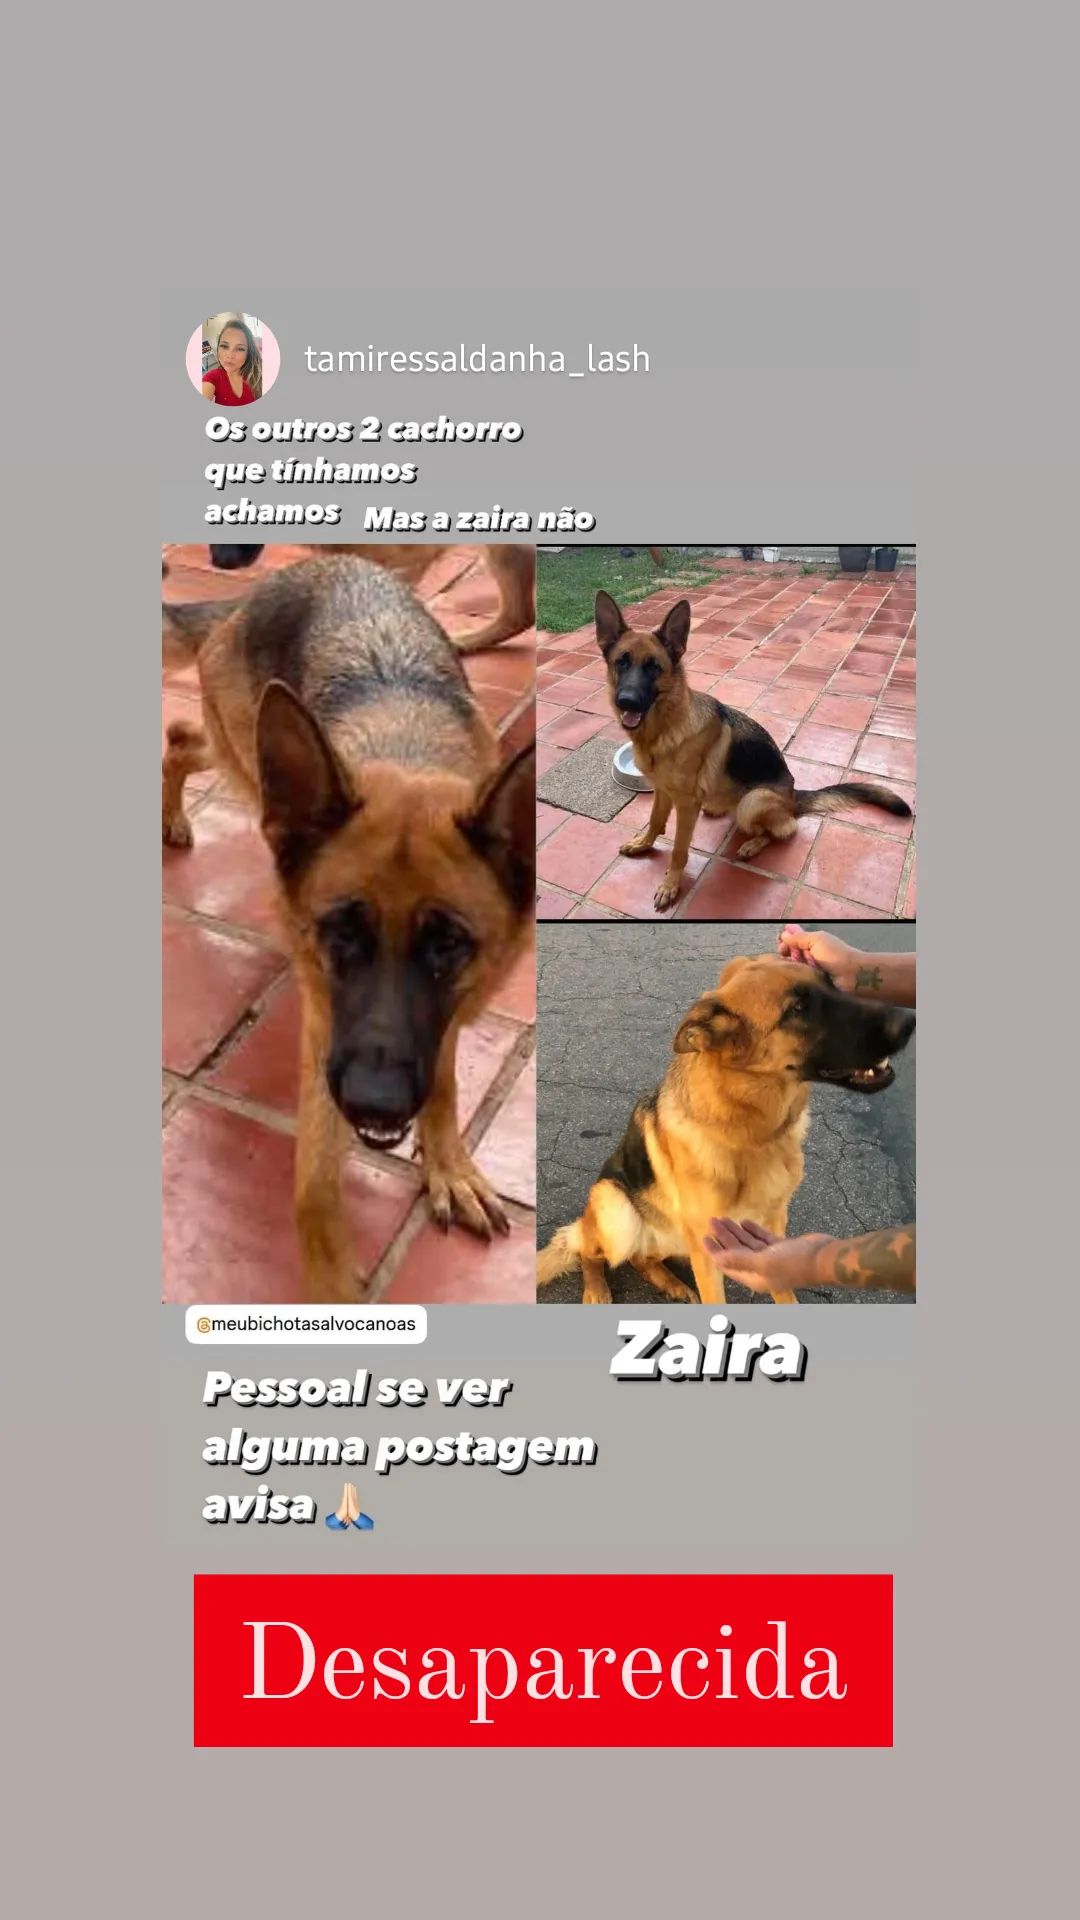 tamiressaldanha_lash
Os outros 2 cachorro
que tínhamos
achamos
Mas a zaira não
@meubichotasalvocanoas
Zaira
Pessoal se ver
alguma postagem
avisa 🙏🏻
Desaparecida